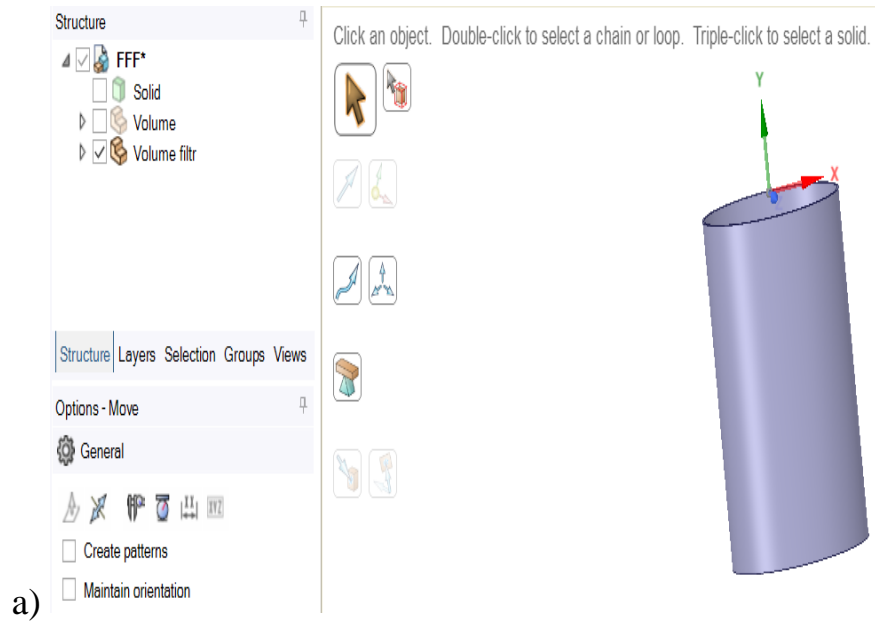 Structure
FFF*
Solid
Volume
Volume filtr
Structure Layers Selection Groups Views
Options - Move
General
XYZ
Create patterns
Maintain orientation
a)
Click an object. Double-click to select a chain or loop. Triple-click to select a solid.
Y
X